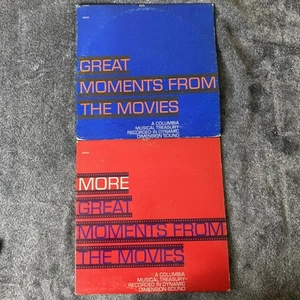 GREAT
MOMENTS FROM
THE MOVIES
A COLUMBIA
MUSICAL TREASURY–
RECORDED IN DYNAMIC
DIMENSION SOUND
MORE
GREAT
MOMENTS FROM
THE MOVIES
A COLUMBIA
MUSICAL TREASURY–
RECORDED IN DYNAMIC
DIMENSION SOUND